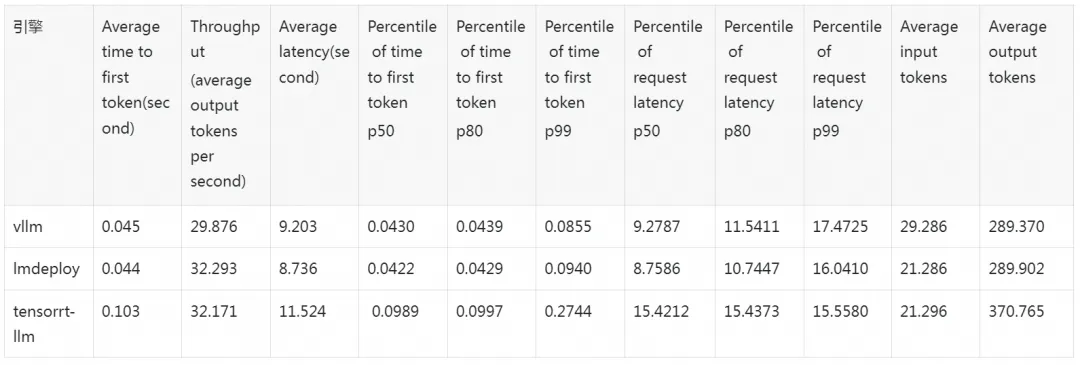 引擎 Average time to first token(second) Throughput (average output tokens per second) Average latency(second) Percentile of time to first token p50 Percentile of time to first token p80 Percentile of time to first token p99 Percentile of request latency p50 Percentile of request latency p80 Percentile of request latency p99 Average input tokens Average output tokens
vllm 0.045 29.876 9.203 0.0430 0.0439 0.0855 9.2787 11.5411 17.4725 29.286 289.370
lmdeploy 0.044 32.293 8.736 0.0422 0.0429 0.0940 8.7586 10.7447 16.0410 21.286 289.902
tensorrt-llm 0.103 32.171 11.524 0.0989 0.0997 0.2744 15.4212 15.4373 15.5580 21.296 370.765